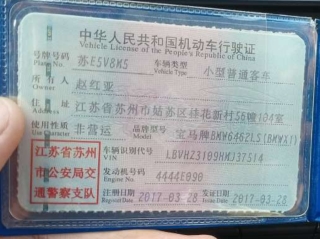 中华人民共和国机动车行驶证
Vehicle License of the People's Republic of China
号牌号码 苏E5V8M5 车辆类型 小型普通客车
Plate No. Vehicle Type
所有人 赵红亚
Owner
住址 江苏省苏州市姑苏区桂花新村56幢104室
Address
使用性质 非营运 品牌型号 宝马牌BMW6462LS(BMWX1)
Use Character Model
江苏省苏州市公安局交通警察支队
车辆识别代号 LBVHZ3109HMJ37514
VIN
发动机号码 4444E090
Engine No.
注册日期 2017-03-28 发证日期 2017-03-28
Register Date Issue Date